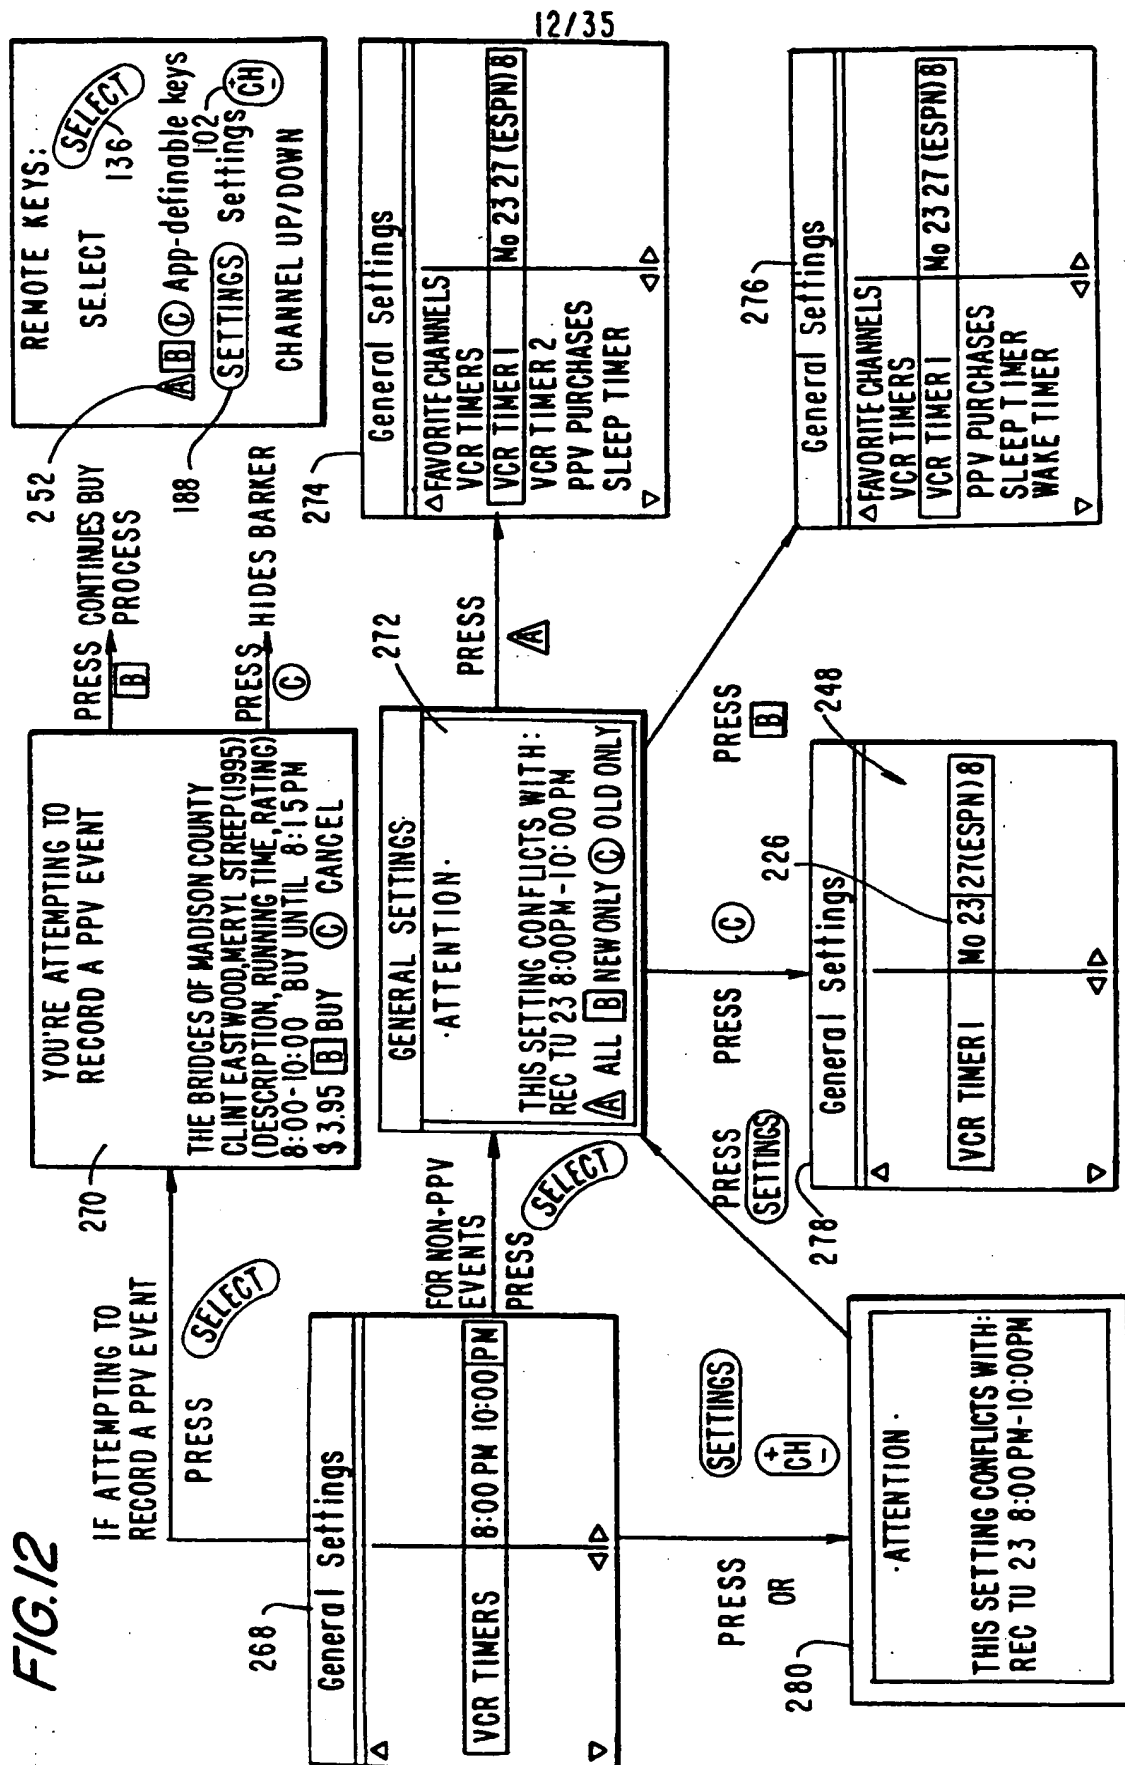 12/35
FIG.12
IF ATTEMPTING TO
RECORD A PPV EVENT
PRESS SELECT
270
YOU'RE ATTEMPTING TO
RECORD A PPV EVENT
THE BRIDGES OF MADISON COUNTY
CLINT EASTWOOD,MERYL STREEP(1995)
(DESCRIPTION, RUNNING TIME, RATING)
8:00-10:00 BUY UNTIL 8:15PM
$3.95 B BUY C CANCEL
PRESS CONTINUES BUY
B PROCESS
PRESS HIDES BARKER
C
REMOTE KEYS:
SELECT SELECT
136
252
A B C App-definable keys
102
188
SETTINGS Settings
CHANNEL UP/DOWN + CH -
268
General Settings
VCR TIMERS 8:00PM 10:00 PM
FOR NON-PPV
EVENTS
PRESS SELECT
272
GENERAL SETTINGS
·ATTENTION·
THIS SETTING CONFLICTS WITH:
REC TU 23 8:00PM-10:00PM
A ALL B NEW ONLY C OLD ONLY
PRESS
A
274
General Settings
FAVORITE CHANNELS
VCR TIMERS
VCR TIMER 1 Mo 23 27 (ESPN) 8
VCR TIMER 2
PPV PURCHASES
SLEEP TIMER
PRESS
OR
SETTINGS
+ CH -
280
·ATTENTION·
THIS SETTING CONFLICTS WITH:
REC TU 23 8:00PM-10:00PM
PRESS
SETTINGS
PRESS C
PRESS
B
278
General Settings
226
248
VCR TIMER 1 Mo 23 27(ESPN) 8
276
General Settings
FAVORITE CHANNELS
VCR TIMERS
VCR TIMER 1 Mo 23 27 (ESPN) 8
PPV PURCHASES
SLEEP TIMER
WAKE TIMER